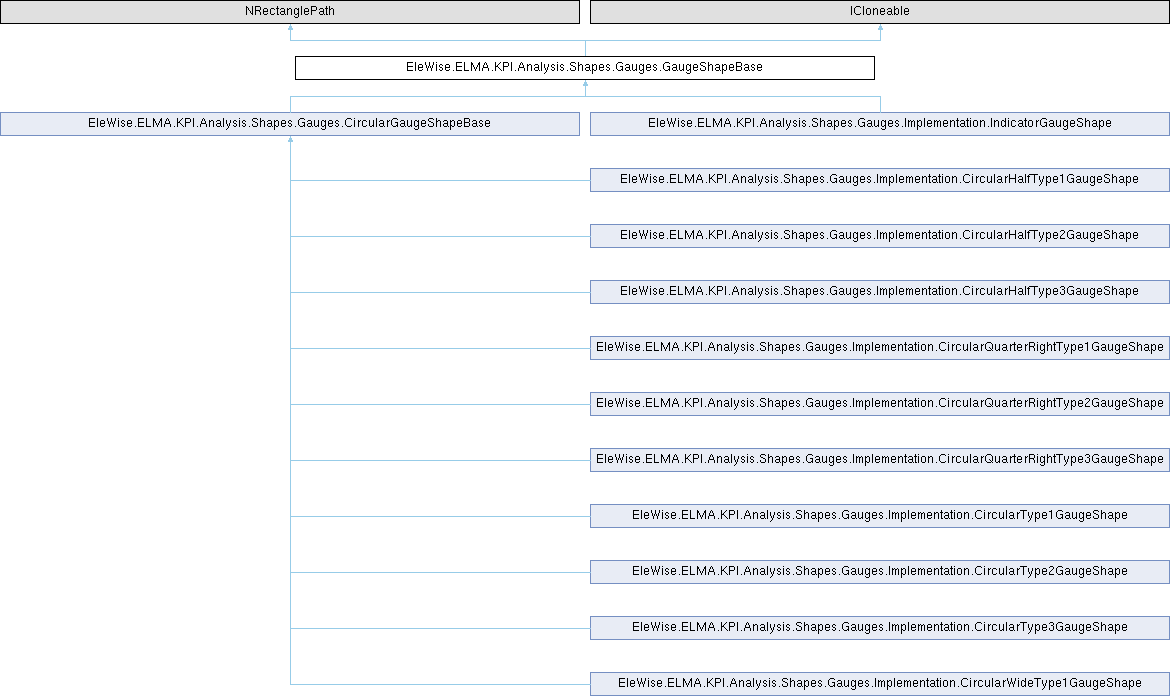 NRectanglePath
ICloneable
EleWise.ELMA.KPI.Analysis.Shapes.Gauges.GaugeShapeBase
EleWise.ELMA.KPI.Analysis.Shapes.Gauges.CircularGaugeShapeBase
EleWise.ELMA.KPI.Analysis.Shapes.Gauges.Implementation.IndicatorGaugeShape
EleWise.ELMA.KPI.Analysis.Shapes.Gauges.Implementation.CircularHalfType1GaugeShape
EleWise.ELMA.KPI.Analysis.Shapes.Gauges.Implementation.CircularHalfType2GaugeShape
EleWise.ELMA.KPI.Analysis.Shapes.Gauges.Implementation.CircularHalfType3GaugeShape
EleWise.ELMA.KPI.Analysis.Shapes.Gauges.Implementation.CircularQuarterRightType1GaugeShape
EleWise.ELMA.KPI.Analysis.Shapes.Gauges.Implementation.CircularQuarterRightType2GaugeShape
EleWise.ELMA.KPI.Analysis.Shapes.Gauges.Implementation.CircularQuarterRightType3GaugeShape
EleWise.ELMA.KPI.Analysis.Shapes.Gauges.Implementation.CircularType1GaugeShape
EleWise.ELMA.KPI.Analysis.Shapes.Gauges.Implementation.CircularType2GaugeShape
EleWise.ELMA.KPI.Analysis.Shapes.Gauges.Implementation.CircularType3GaugeShape
EleWise.ELMA.KPI.Analysis.Shapes.Gauges.Implementation.CircularWideType1GaugeShape